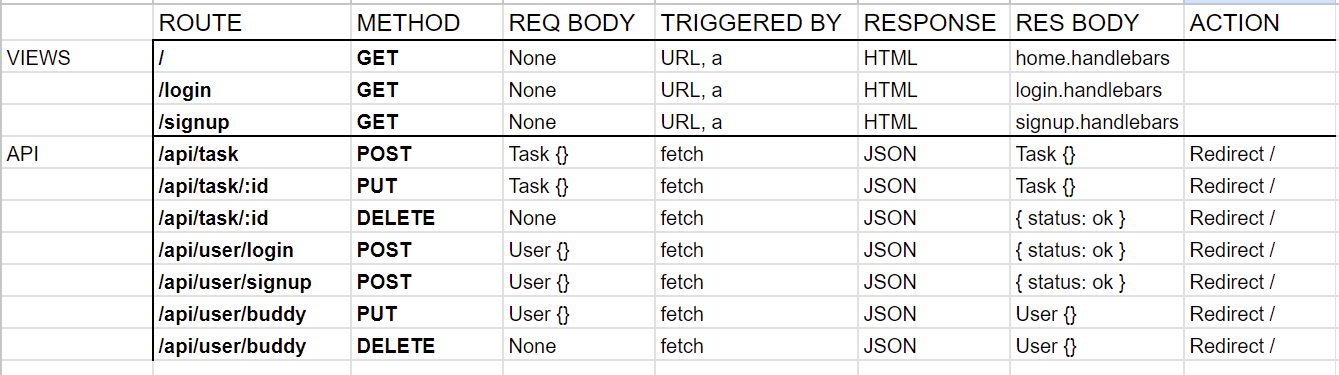 ROUTE METHOD REQ BODY TRIGGERED BY RESPONSE RES BODY ACTION
VIEWS / GET None URL, a HTML home.handlebars
/login GET None URL, a HTML login.handlebars
/signup GET None URL, a HTML signup.handlebars
API /api/task POST Task {} fetch JSON Task {} Redirect /
/api/task/:id PUT Task {} fetch JSON Task {} Redirect /
/api/task/:id DELETE None fetch JSON { status: ok } Redirect /
/api/user/login POST User {} fetch JSON { status: ok } Redirect /
/api/user/signup POST User {} fetch JSON { status: ok } Redirect /
/api/user/buddy PUT User {} fetch JSON User {} Redirect /
/api/user/buddy DELETE None fetch JSON User {} Redirect /